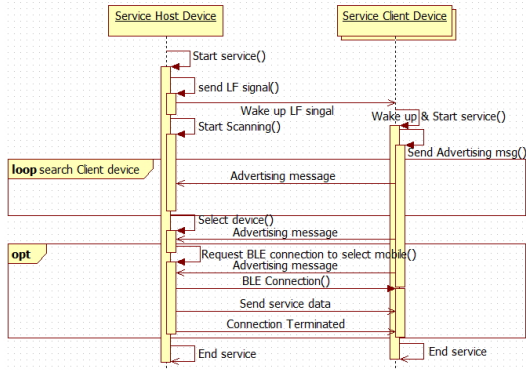 Service Host Device
Service Client Device
Start service()
send LF signal()
Wake up LF singal
Wake up & Start service()
Start Scanning()
Send Advertising msg()
loop search Client device
Advertising message
Select device()
Advertising message
opt
Request BLE connection to select mobile()
Advertising message
BLE Connection()
Send service data
Connection Terminated
End service
End service